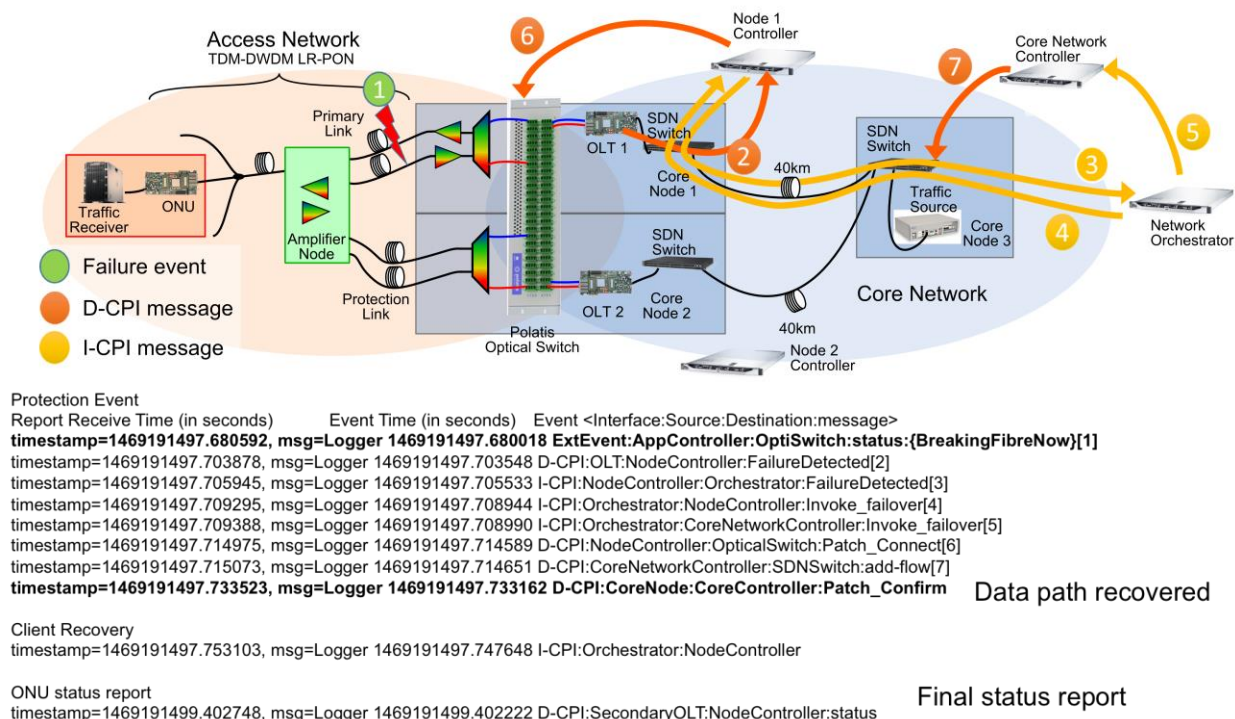 Access Network
TDM-DWDM LR-PON
6
Node 1
Controller
Core Network
Controller
7
1
Primary
Link
SDN
Switch
OLT 1
2
Core
Node 1
40km
SDN
Switch
3
5
Traffic
Receiver
ONU
Amplifier
Node
Traffic
Source
Core
Node 3
4
Network
Orchestrator
SDN
Switch
Failure event
Protection
Link
OLT 2
Core
Node 2
Core Network
D-CPI message
40km
I-CPI message
Polatis
Optical Switch
Node 2
Controller
Protection Event
Report Receive Time (in seconds) Event Time (in seconds) Event <Interface:Source:Destination:message>
timestamp=1469191497.680592, msg=Logger 1469191497.680018 ExtEvent:AppController:OptiSwitch:status:{BreakingFibreNow}[1]
timestamp=1469191497.703878, msg=Logger 1469191497.703548 D-CPI:OLT:NodeController:FailureDetected[2]
timestamp=1469191497.705945, msg=Logger 1469191497.705533 I-CPI:NodeController:Orchestrator:FailureDetected[3]
timestamp=1469191497.709295, msg=Logger 1469191497.708944 I-CPI:Orchestrator:NodeController:Invoke_failover[4]
timestamp=1469191497.709388, msg=Logger 1469191497.708990 I-CPI:Orchestrator:CoreNetworkController:Invoke_failover[5]
timestamp=1469191497.714975, msg=Logger 1469191497.714589 D-CPI:NodeController:OpticalSwitch:Patch_Connect[6]
timestamp=1469191497.715073, msg=Logger 1469191497.714651 D-CPI:CoreNetworkController:SDNSwitch:add-flow[7]
timestamp=1469191497.733523, msg=Logger 1469191497.733162 D-CPI:CoreNode:CoreController:Patch_Confirm
Data path recovered
Client Recovery
timestamp=1469191497.753103, msg=Logger 1469191497.747648 I-CPI:Orchestrator:NodeController
ONU status report
Final status report
timestamp=1469191499.402748, msg=Logger 1469191499.402222 D-CPI:SecondaryOLT:NodeController:status